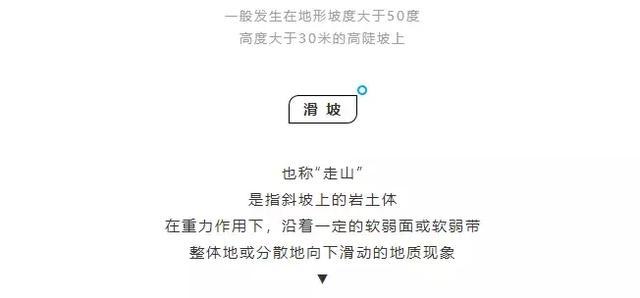 一般发生在地形坡度大于50度
高度大于30米的高陡坡上
滑坡
也称“走山”
是指斜坡上的岩土体
在重力作用下，沿着一定的软弱面或软弱带
整体地或分散地向下滑动的地质现象